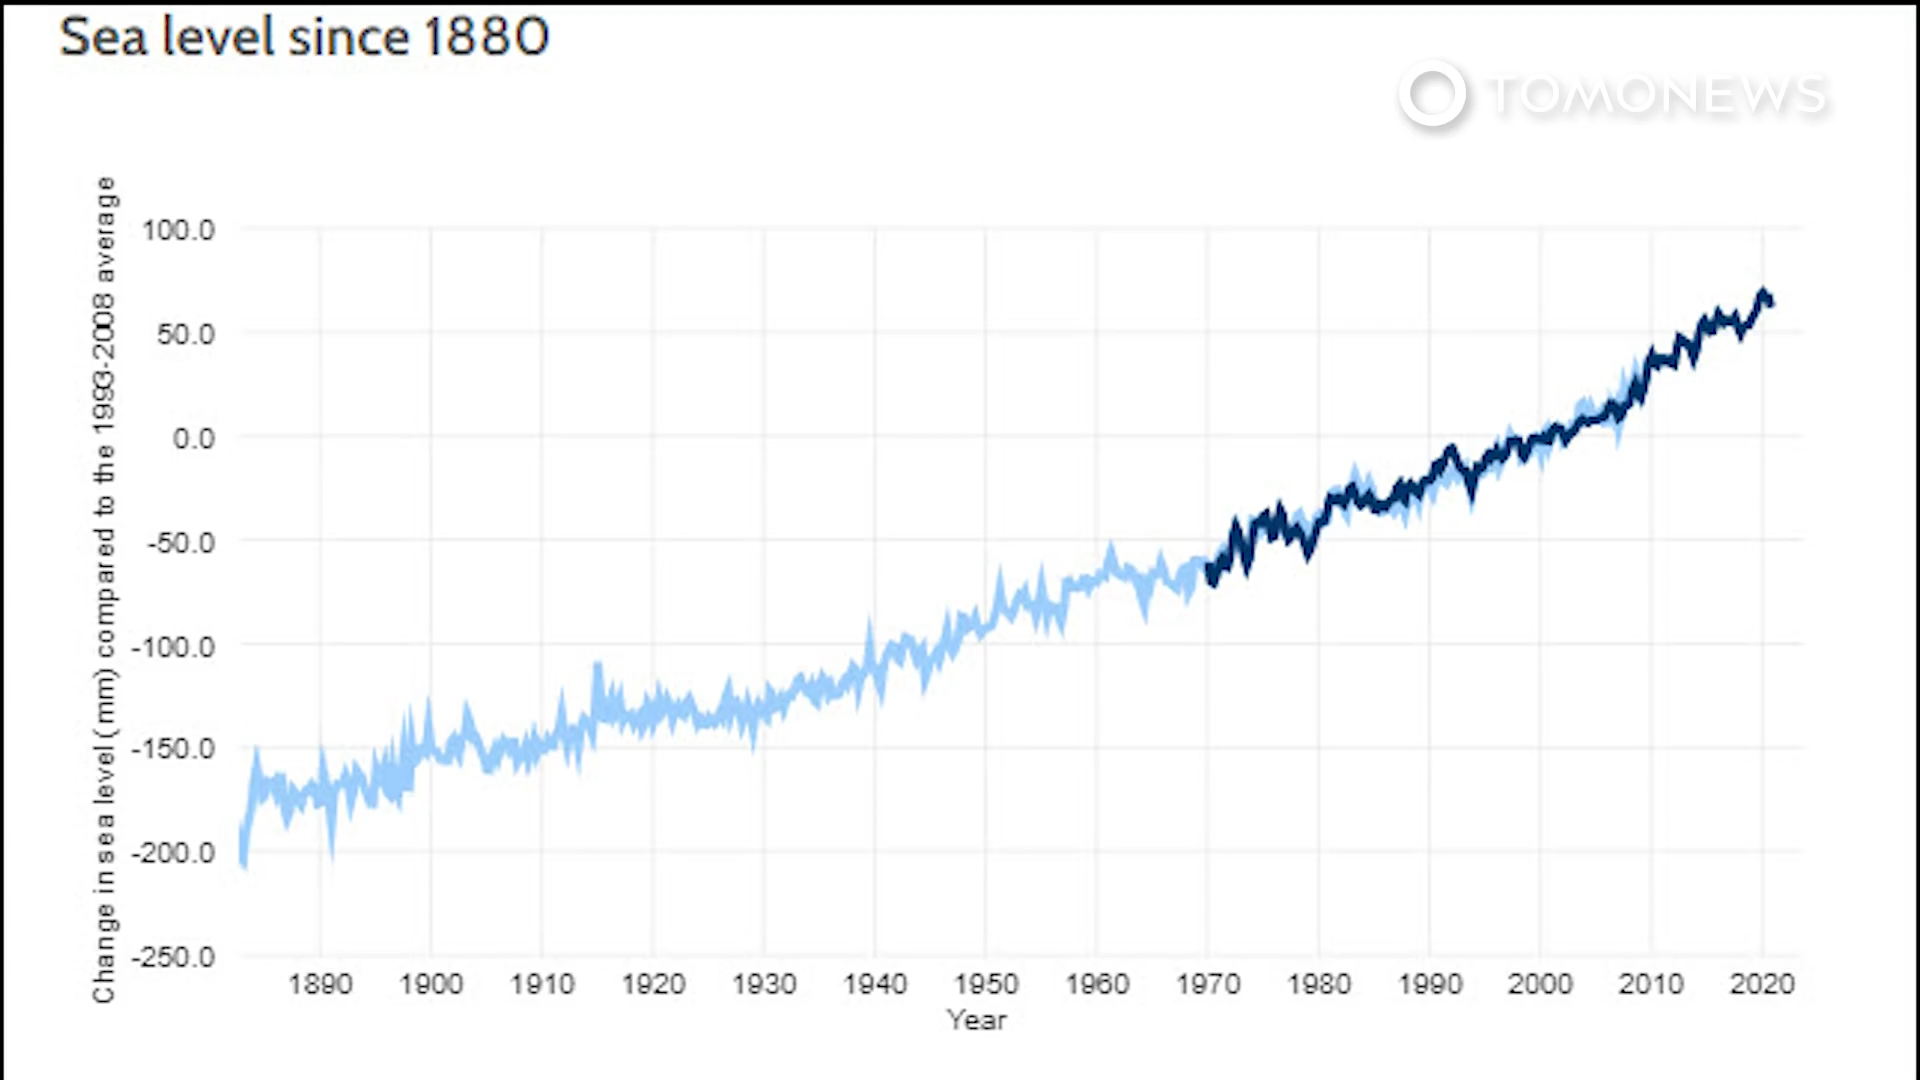 Sea level since 1880
TOMONEWS
Change in sea level (mm) compared to the 1993-2008 average
100.0
50.0
0.0
-50.0
-100.0
-150.0
-200.0
-250.0
1890 1900 1910 1920 1930 1940 1950 1960 1970 1980 1990 2000 2010 2020
Year